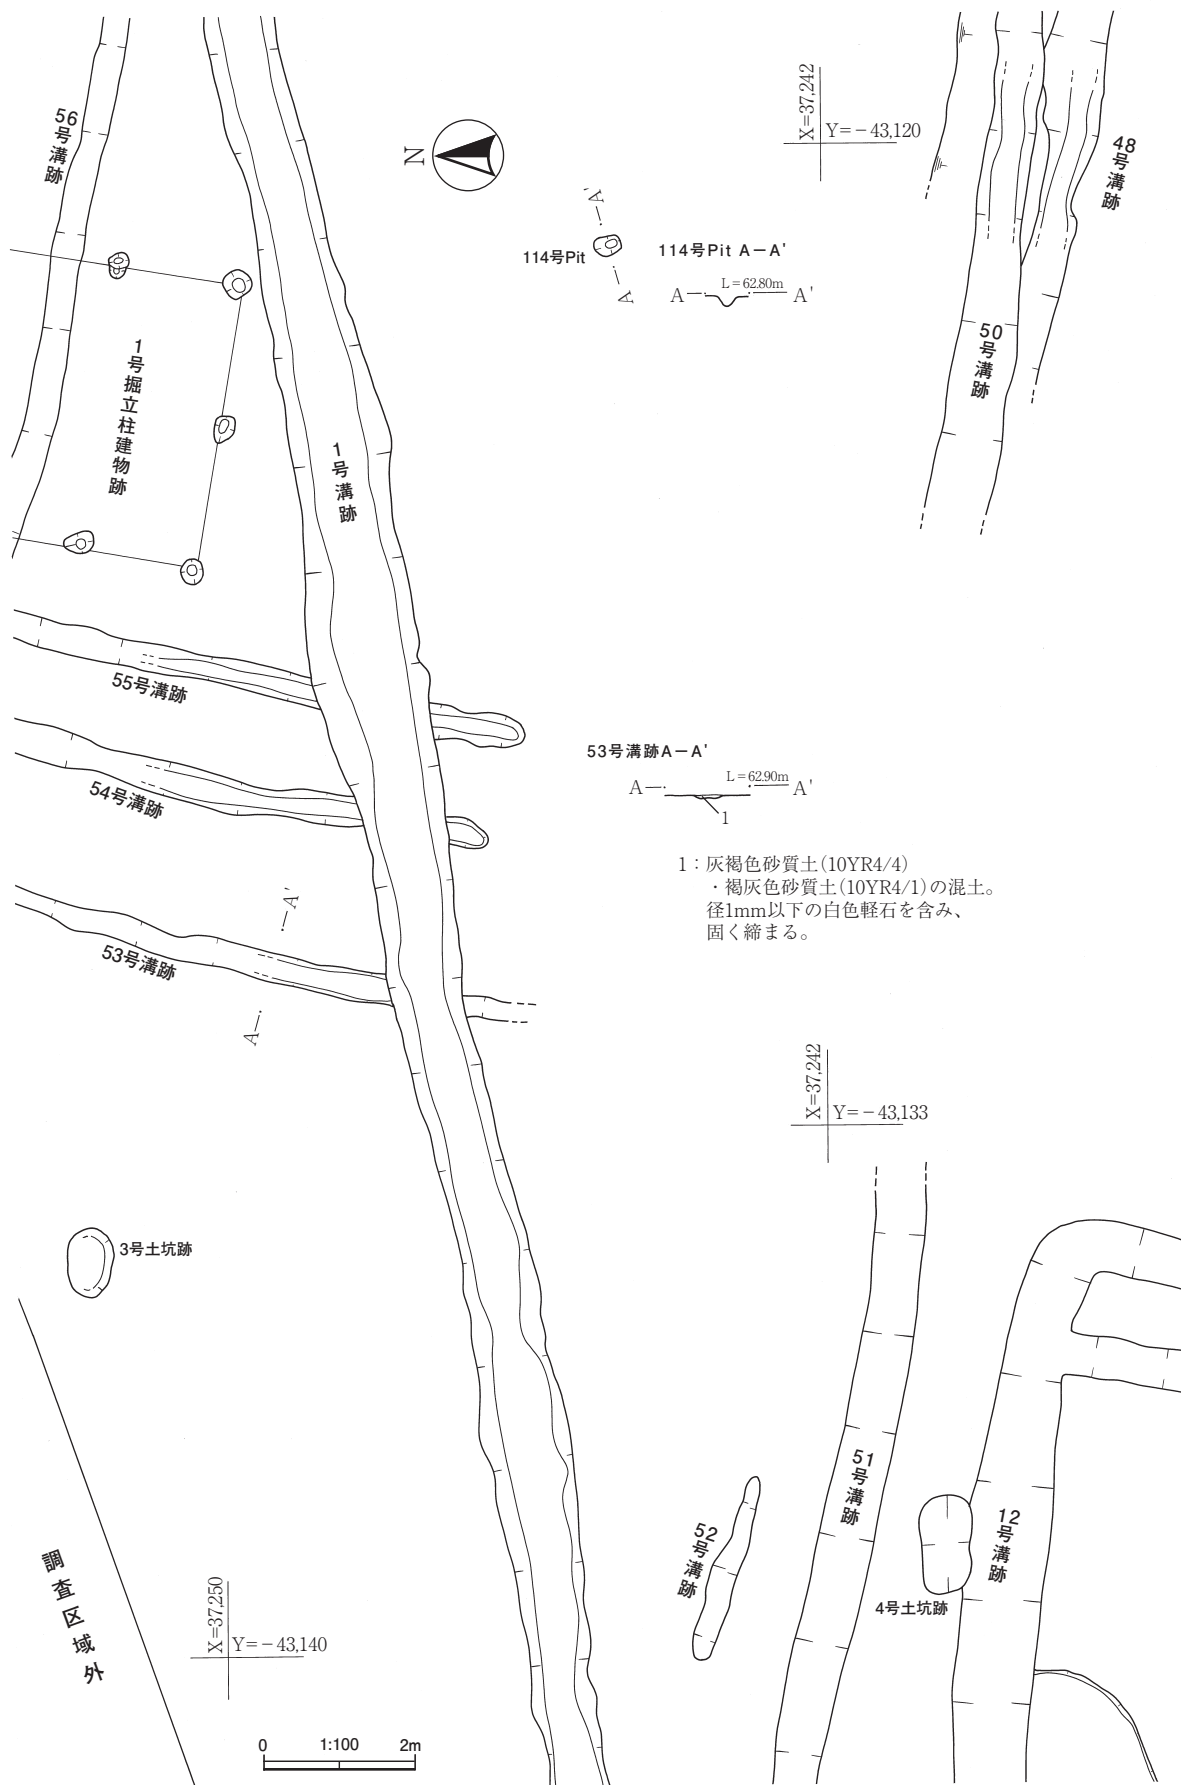 56号溝跡
N
X=37,242
Y=−43,120
48号溝跡
A'
114号Pit
A
114号Pit A−A'
L=62.80m
A
A'
50号溝跡
1号掘立柱建物跡
1号溝跡
55号溝跡
54号溝跡
53号溝跡A−A'
L=62.90m
A
A'
1
1：灰褐色砂質土(10YR4/4)
・褐灰色砂質土(10YR4/1)の混土。
径1mm以下の白色軽石を含み、
固く締まる。
A'
53号溝跡
A
X=37,242
Y=−43,133
3号土坑跡
51号溝跡
52号溝跡
12号溝跡
4号土坑跡
調査区域外
X=37,250
Y=−43,140
0 1:100 2m